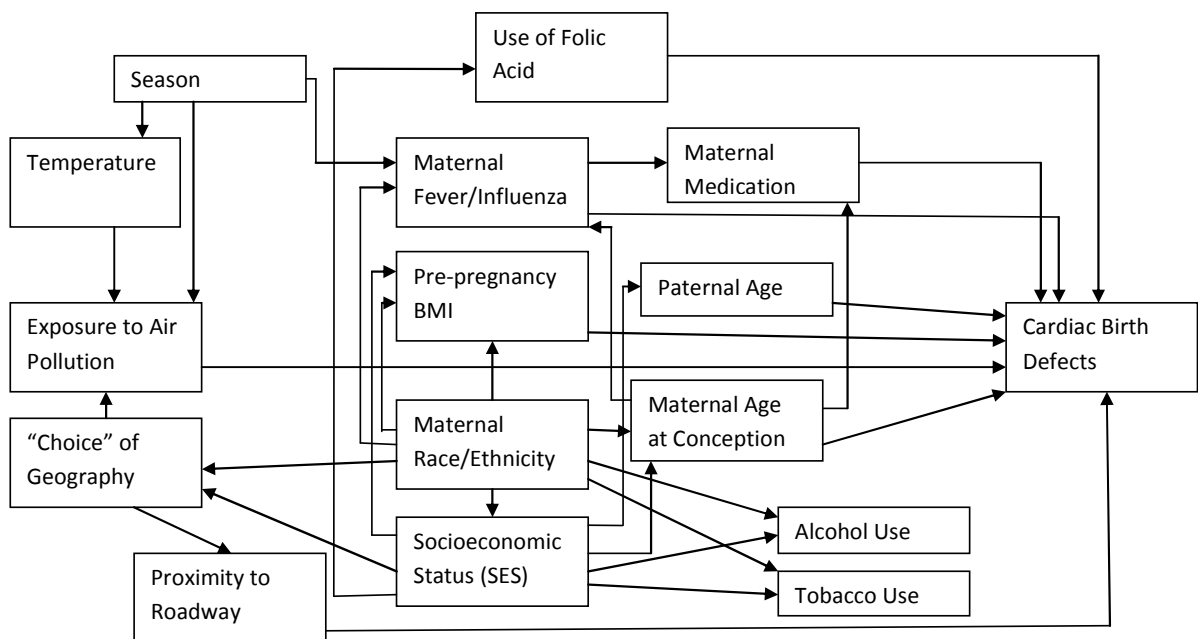 Use of Folic
Acid
Season
Temperature
Maternal
Fever/Influenza
Maternal
Medication
Pre-pregnancy
BMI
Paternal Age
Exposure to Air
Pollution
Cardiac Birth
Defects
Maternal
Race/Ethnicity
Maternal Age
at Conception
“Choice” of
Geography
Socioeconomic
Status (SES)
Alcohol Use
Proximity to
Roadway
Tobacco Use